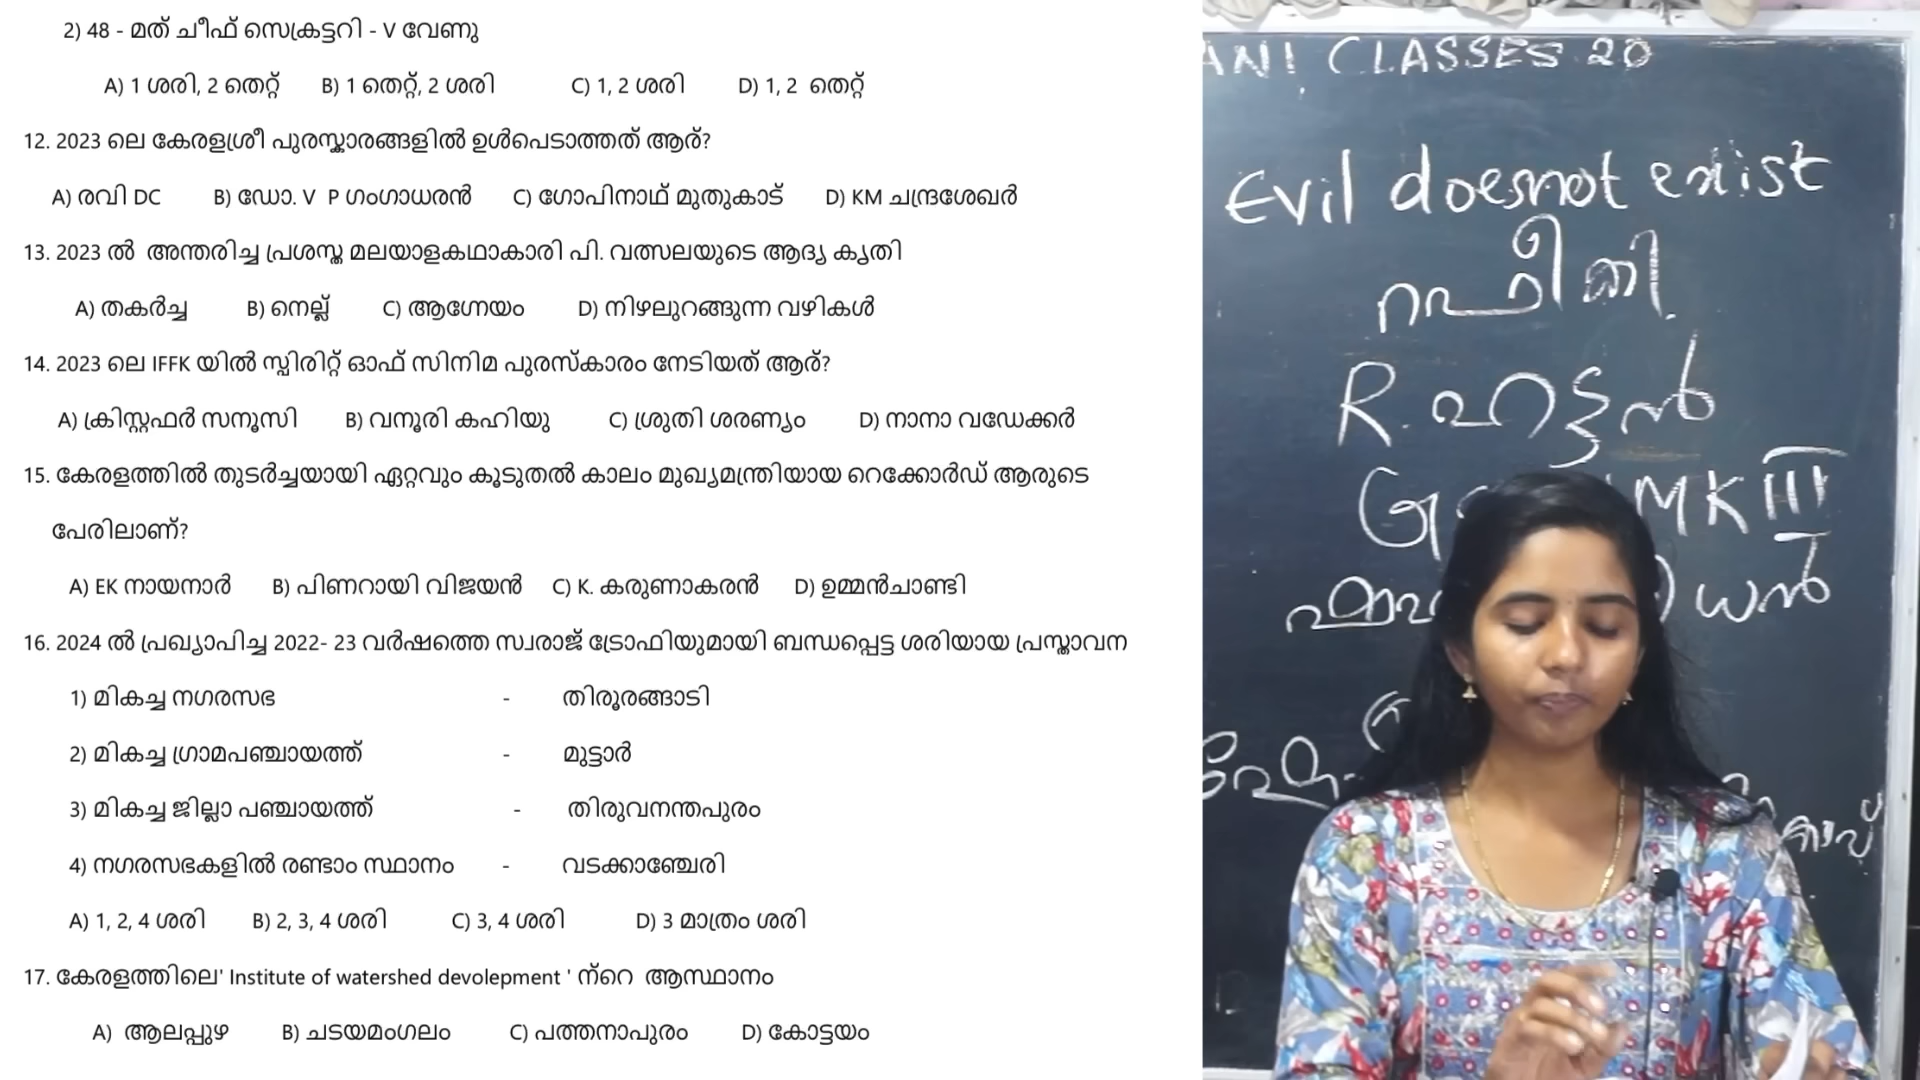 2) 48 - മത് ചീഫ് സെക്രട്ടറി - V വേണു
A) 1 ശരി, 2 തെറ്റ് B) 1 തെറ്റ്, 2 ശരി C) 1, 2 ശരി D) 1, 2 തെറ്റ്
12. 2023 ലെ കേരളശ്രീ പുരസ്കാരങ്ങളിൽ ഉൾപെടാത്തത് ആര്?
A) രവി DC B) ഡോ. V P ഗംഗാധരൻ C) ഗോപിനാഥ് മുതുകാട് D) KM ചന്ദ്രശേഖർ
13. 2023 ൽ അന്തരിച്ച പ്രശസ്ത മലയാളകഥാകാരി പി. വത്സലയുടെ ആദ്യ കൃതി
A) തകർച്ച B) നെല്ല് C) ആഗ്നേയം D) നിഴലുറങ്ങുന്ന വഴികൾ
14. 2023 ലെ IFFK യിൽ സ്പിരിറ്റ് ഓഫ് സിനിമ പുരസ്കാരം നേടിയത് ആര്?
A) ക്രിസ്റ്റഫർ സനൂസി B) വനൂരി കഹിയു C) ശ്രുതി ശരണ്യം D) നാനാ വഡേക്കർ
15. കേരളത്തിൽ തുടർച്ചയായി ഏറ്റവും കൂടുതൽ കാലം മുഖ്യമന്ത്രിയായ റെക്കോർഡ് ആരുടെ
പേരിലാണ്?
A) EK നായനാർ B) പിണറായി വിജയൻ C) K. കരുണാകരൻ D) ഉമ്മൻചാണ്ടി
16. 2024 ൽ പ്രഖ്യാപിച്ച 2022- 23 വർഷത്തെ സ്വരാജ് ട്രോഫിയുമായി ബന്ധപ്പെട്ട ശരിയായ പ്രസ്താവന
1) മികച്ച നഗരസഭ - തിരൂരങ്ങാടി
2) മികച്ച ഗ്രാമപഞ്ചായത്ത് - മുട്ടാർ
3) മികച്ച ജില്ലാ പഞ്ചായത്ത് - തിരുവനന്തപുരം
4) നഗരസഭകളിൽ രണ്ടാം സ്ഥാനം - വടക്കാഞ്ചേരി
A) 1, 2, 4 ശരി B) 2, 3, 4 ശരി C) 3, 4 ശരി D) 3 മാത്രം ശരി
17. കേരളത്തിലെ' Institute of watershed devolepment ' ന്റെ ആസ്ഥാനം
A) ആലപ്പുഴ B) ചടയമംഗലം C) പത്തനാപുരം D) കോട്ടയം
ANI CLASSES 20
Evil doesnot exist
റഫീക്കി
R. ഹട്ടൻ
MK III